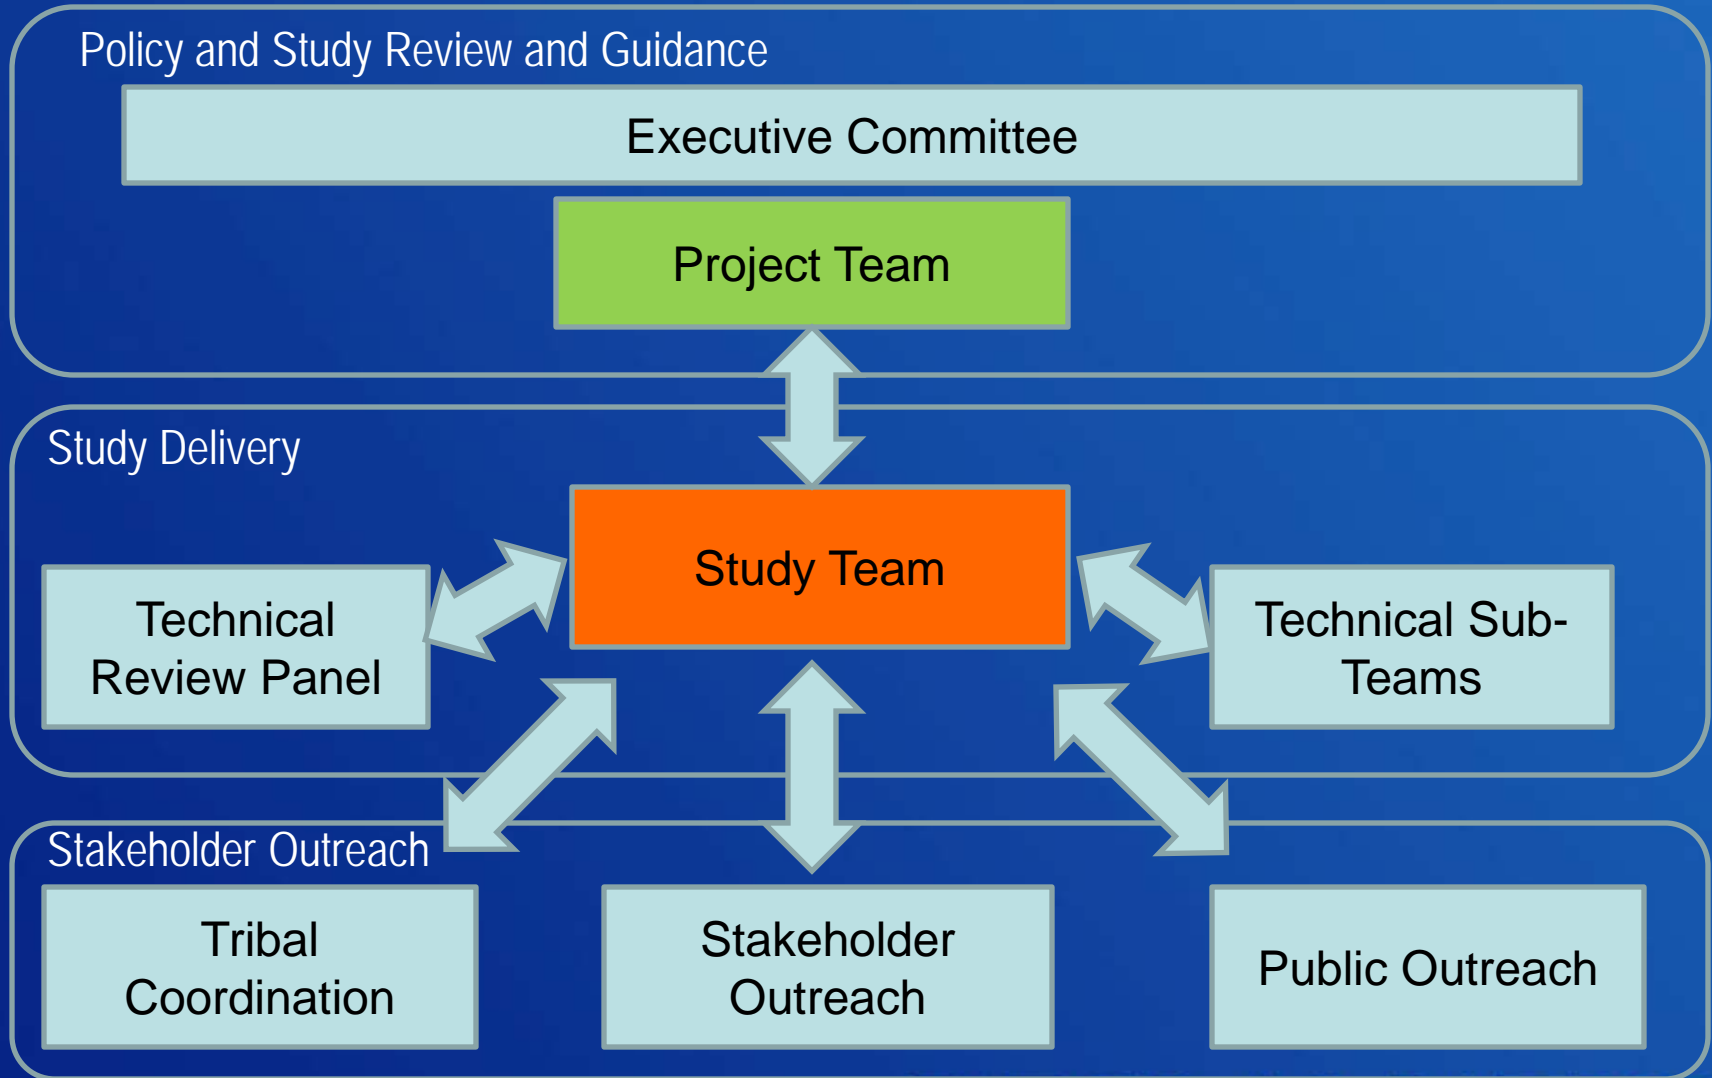 Policy and Study Review and Guidance
Executive Committee
Project Team
Study Delivery
Study Team
Technical
Review Panel
Technical Sub-
Teams
Stakeholder Outreach
Tribal
Coordination
Stakeholder
Outreach
Public Outreach